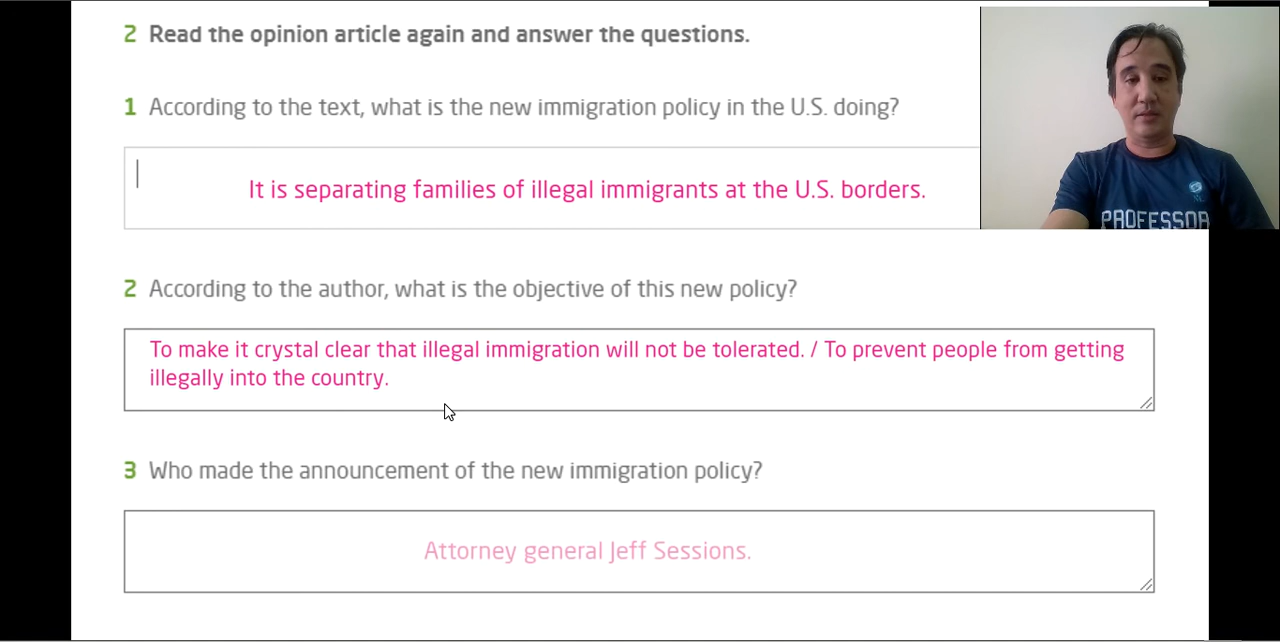 2 Read the opinion article again and answer the questions.
1 According to the text, what is the new immigration policy in the U.S. doing?
It is separating families of illegal immigrants at the U.S. borders.
PROFESSOR
2 According to the author, what is the objective of this new policy?
To make it crystal clear that illegal immigration will not be tolerated. / To prevent people from getting
illegally into the country.
3 Who made the announcement of the new immigration policy?
Attorney general Jeff Sessions.